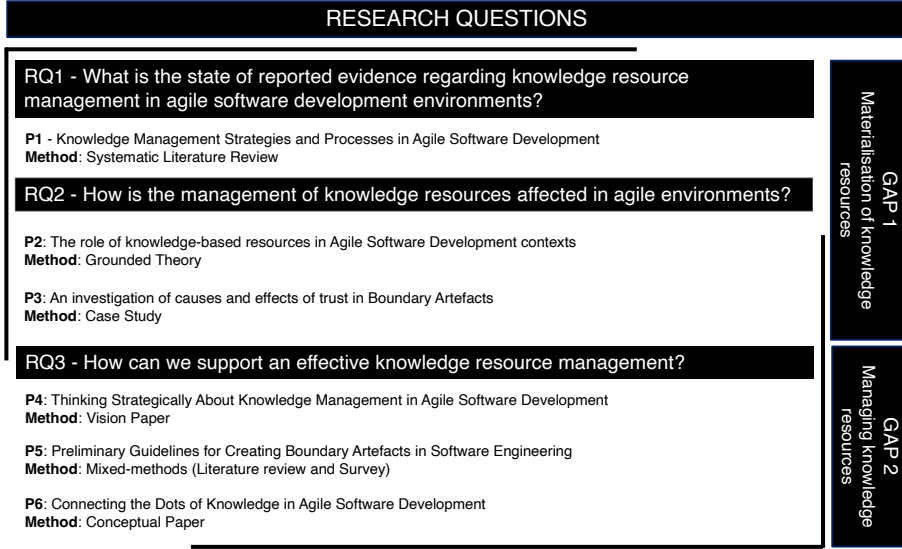 RESEARCH QUESTIONS
RQ1 - What is the state of reported evidence regarding knowledge resource
management in agile software development environments?
P1 - Knowledge Management Strategies and Processes in Agile Software Development
Method: Systematic Literature Review
RQ2 - How is the management of knowledge resources affected in agile environments?
P2: The role of knowledge-based resources in Agile Software Development contexts
Method: Grounded Theory
P3: An investigation of causes and effects of trust in Boundary Artefacts
Method: Case Study
RQ3 - How can we support an effective knowledge resource management?
P4: Thinking Strategically About Knowledge Management in Agile Software Development
Method: Vision Paper
P5: Preliminary Guidelines for Creating Boundary Artefacts in Software Engineering
Method: Mixed-methods (Literature review and Survey)
P6: Connecting the Dots of Knowledge in Agile Software Development
Method: Conceptual Paper
GAP 1
Materialisation of knowledge
resources
GAP 2
Managing knowledge
resources